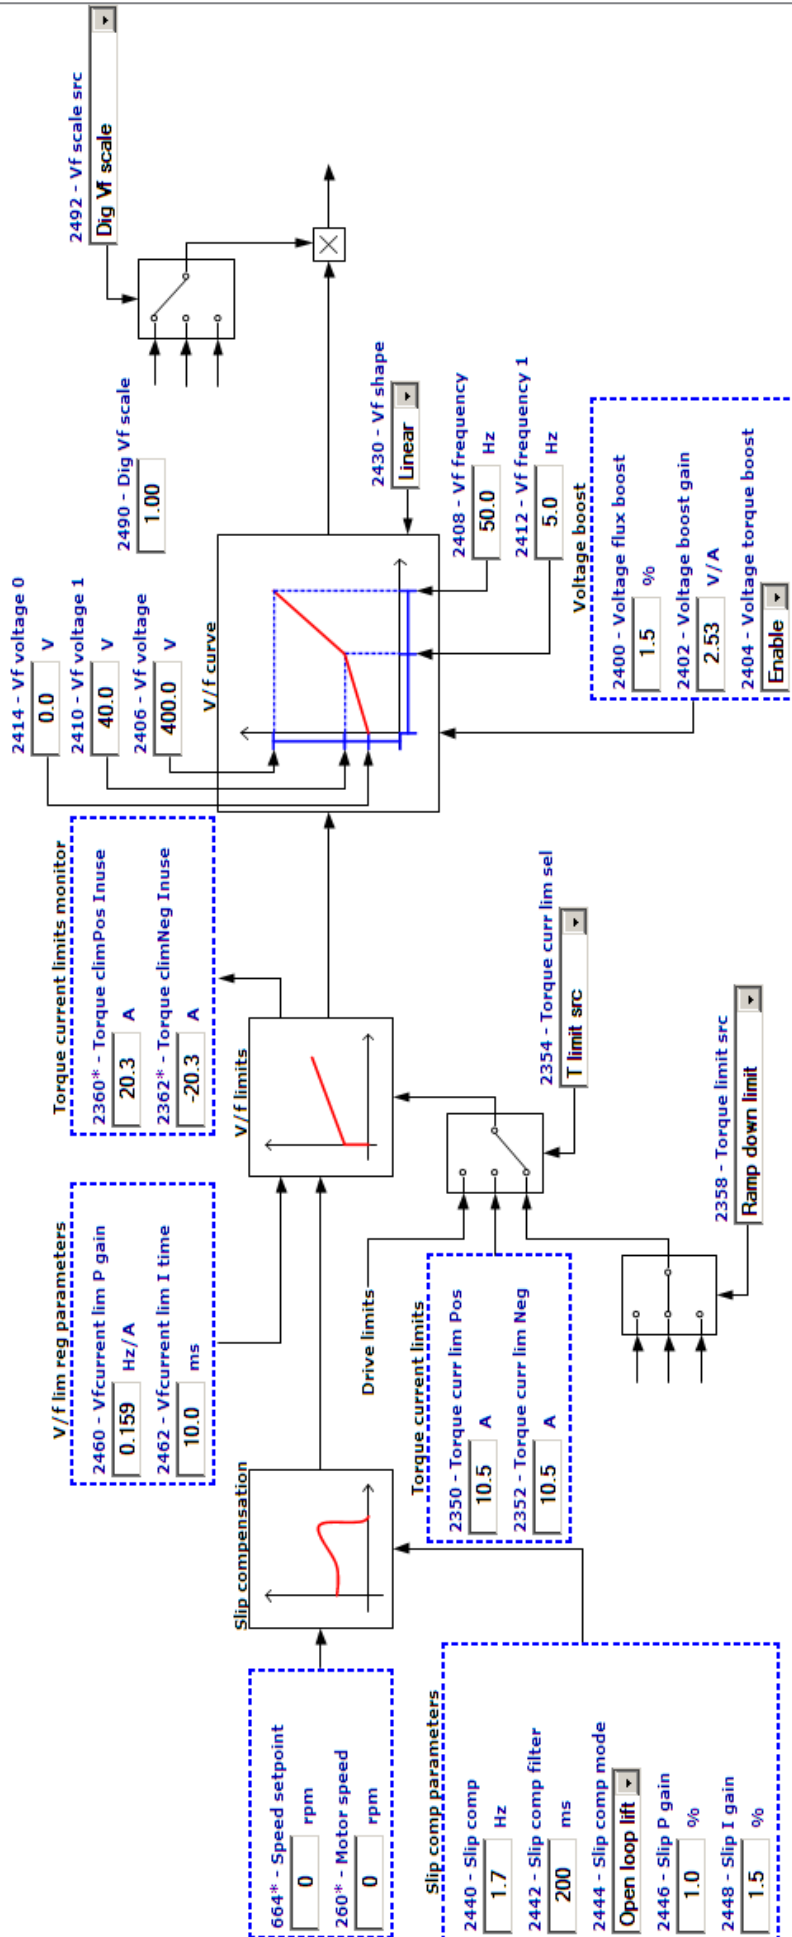 664* - Speed setpoint
0 rpm
260* - Motor speed
0 rpm
Slip comp parameters
2440 - Slip comp
1.7 Hz
2442 - Slip comp filter
200 ms
2444 - Slip comp mode
Open loop lift
2446 - Slip P gain
1.0 %
2448 - Slip I gain
1.5 %
Slip compensation
V/f lim reg parameters
2460 - Vfcurrent lim P gain
0.159 Hz/A
2462 - Vfcurrent lim I time
10.0 ms
Drive limits
Torque current limits
2350 - Torque curr lim Pos
10.5 A
2352 - Torque curr lim Neg
10.5 A
Torque current limits monitor
2360* - Torque climPos Inuse
20.3 A
2362* - Torque climNeg Inuse
-20.3 A
V/f limits
2354 - Torque curr lim sel
T limit src
2358 - Torque limit src
Ramp down limit
2414 - Vf voltage 0
0.0 V
2410 - Vf voltage 1
40.0 V
2406 - Vf voltage
400.0 V
V/f curve
2490 - Dig Vf scale
1.00
2492 - Vf scale src
Dig Vf scale
2430 - Vf shape
Linear
2408 - Vf frequency
50.0 Hz
2412 - Vf frequency 1
5.0 Hz
Voltage boost
2400 - Voltage flux boost
1.5 %
2402 - Voltage boost gain
2.53 V/A
2404 - Voltage torque boost
Enable